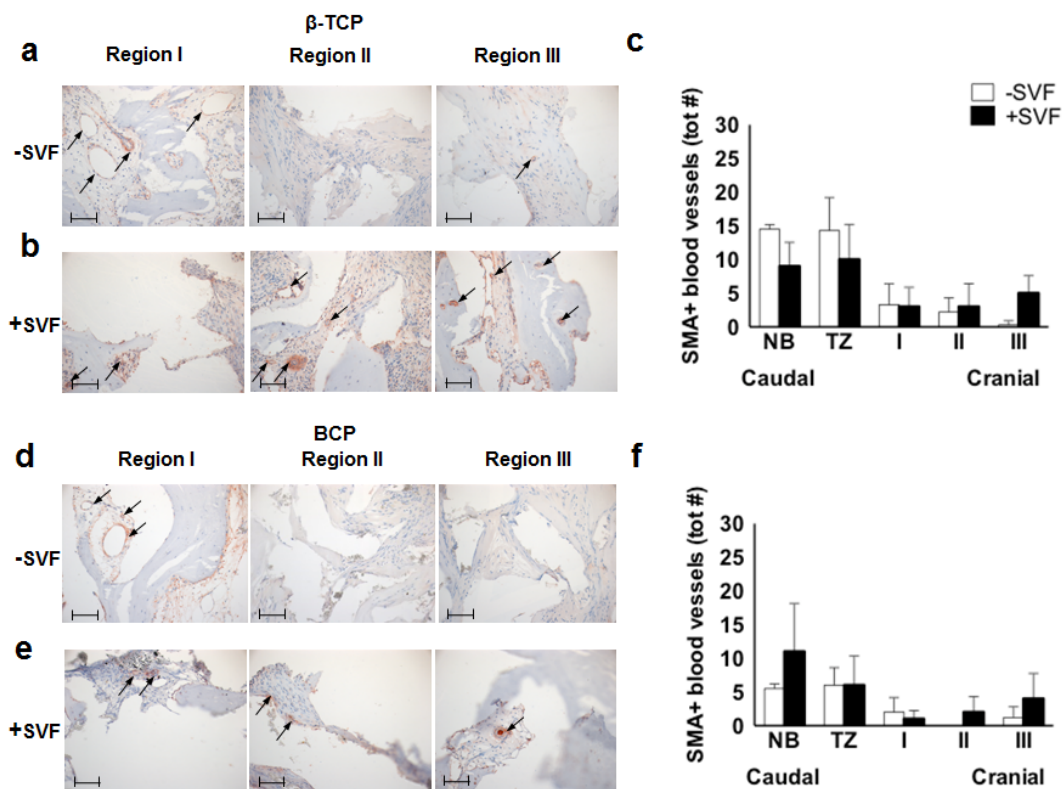 β-TCP
a
Region I Region II Region III
-SVF
b
+SVF
c
-SVF
+SVF
SMA+ blood vessels (tot #)
30
25
20
15
10
5
0
NB TZ I II III
Caudal Cranial
BCP
d
Region I Region II Region III
-SVF
e
+SVF
f
SMA+ blood vessels (tot #)
30
25
20
15
10
5
0
NB TZ I II III
Caudal Cranial